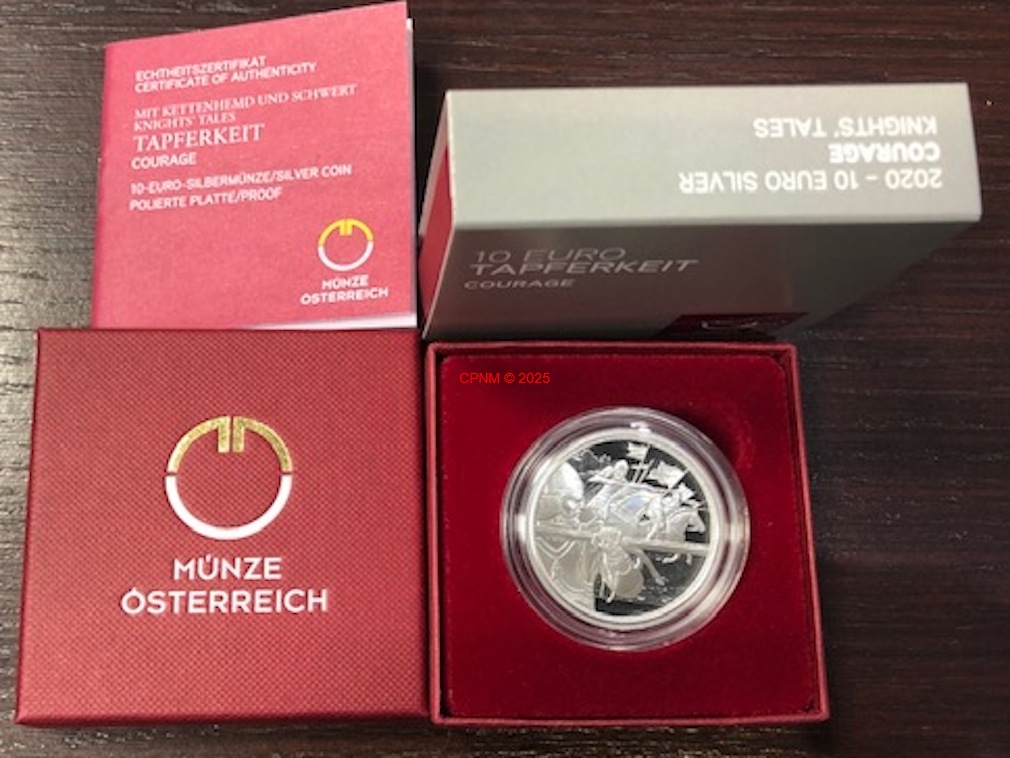 ECHTHEITSZERTIFIKAT
CERTIFICATE OF AUTHENTICITY
MIT KETTENHEMD UND SCHWERT
KNIGHTS' TALES
TAPFERKEIT
COURAGE
10-EURO-SILBERMÜNZE/SILVER COIN
POLIERTE PLATTE/PROOF
MÜNZE
ÖSTERREICH
2020 – 10 EURO SILVER
COURAGE
KNIGHTS' TALES
10 EURO
TAPFERKEIT
COURAGE
CPNM © 2025
MÜNZE
ÖSTERREICH